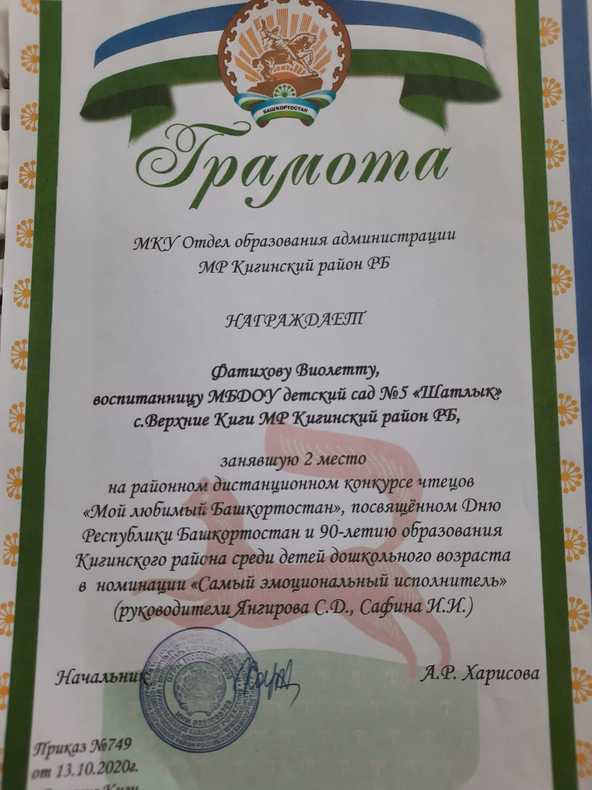 БАШКОРТОСТАН
Грамота
МКУ Отдел образования администрации
МР Кигинский район РБ
НАГРАЖДАЕТ
Фатихову Виолетту,
воспитанницу МБДОУ детский сад №5 «Шатлык»
с.Верхние Киги МР Кигинский район РБ,
занявшую 2 место
на районном дистанционном конкурсе чтецов
«Мой любимый Башкортостан», посвящённом Дню
Республики Башкортостан и 90-летию образования
Кигинского района среди детей дошкольного возраста
в номинации «Самый эмоциональный исполнитель»
(руководители Янгирова С.Д., Сафина И.И.)
Начальник А.Р. Харисова
Приказ №749
от 13.10.2020г.
Киги